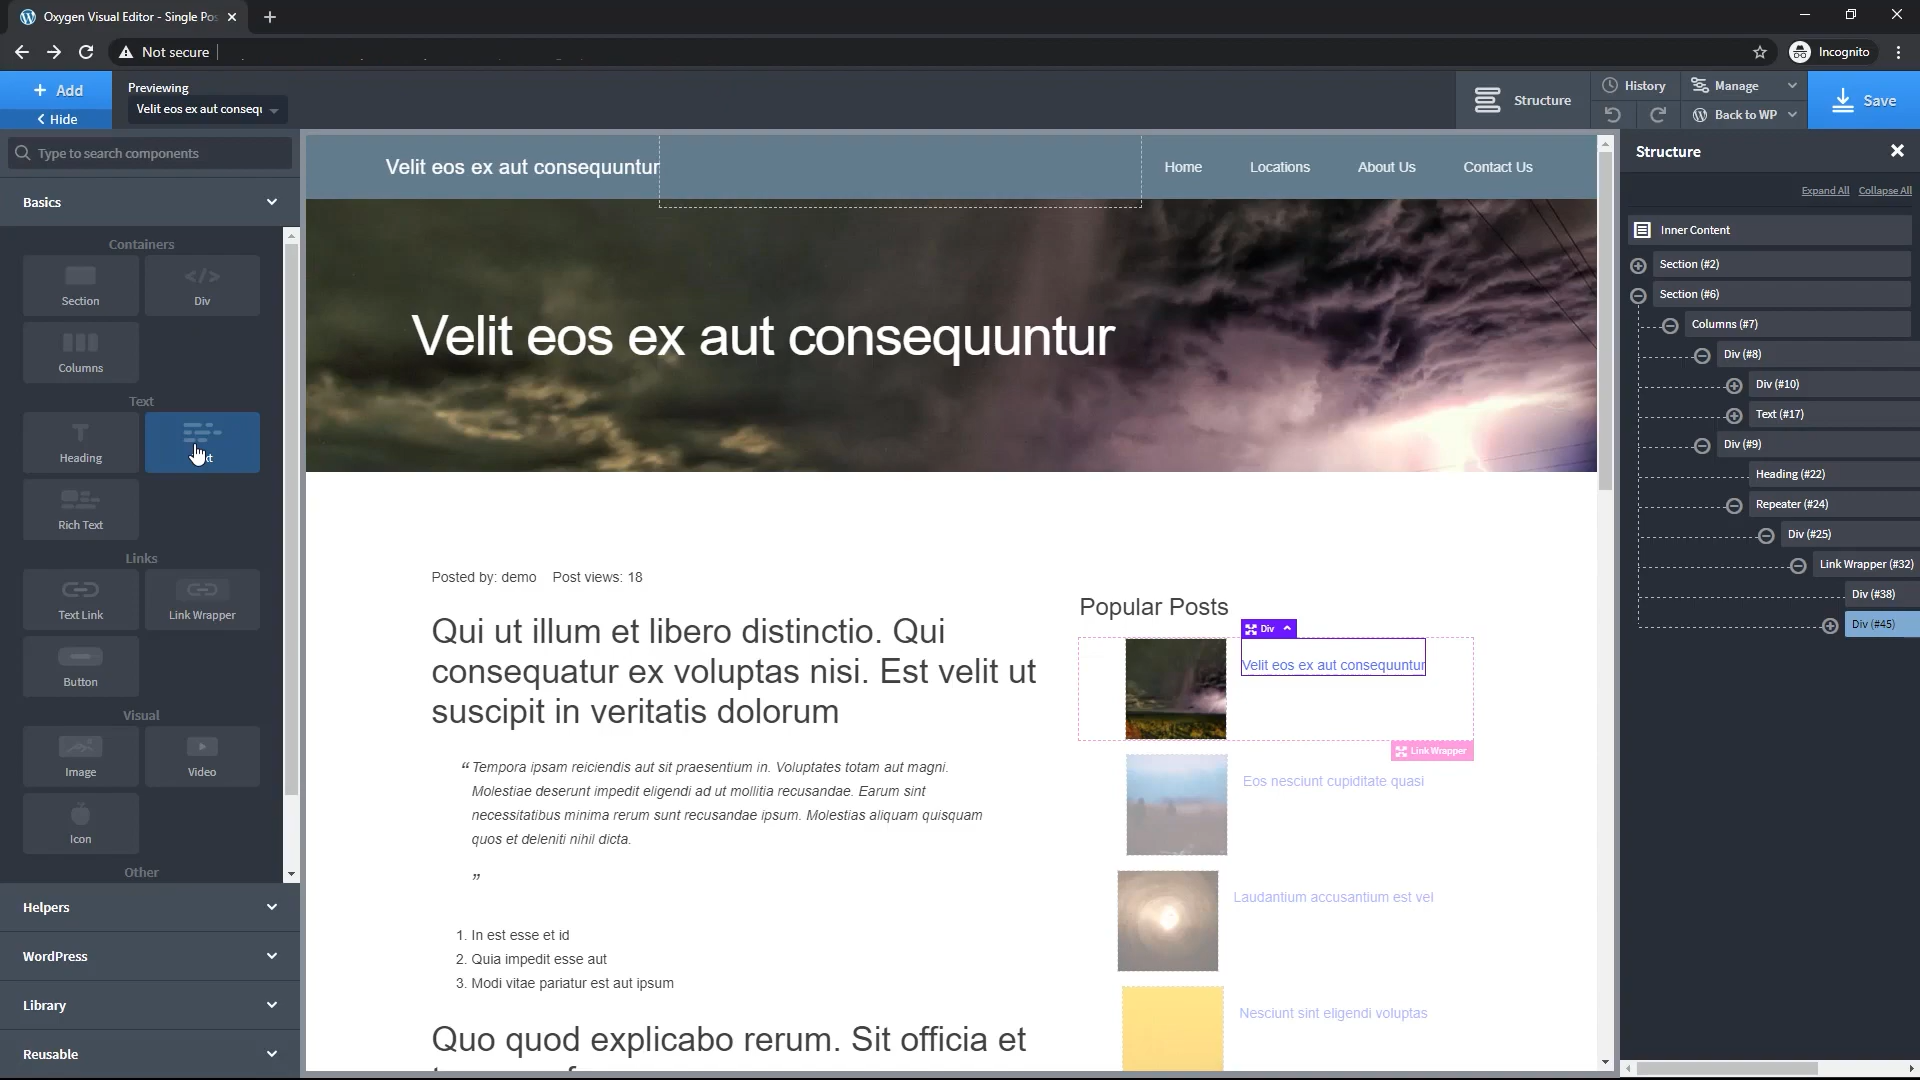 Oxygen Visual Editor - Single Pos
Not secure
Incognito
Add
Hide
Previewing
Velit eos ex aut consequ
Structure
History
Manage
Back to WP
Save
Type to search components
Basics
Containers
Section
Div
Columns
Text
Heading
Rich Text
Links
Text Link
Link Wrapper
Button
Visual
Image
Video
Icon
Other
Helpers
WordPress
Library
Reusable
Velit eos ex aut consequuntur
Home
Locations
About Us
Contact Us
Velit eos ex aut consequuntur
Posted by: demo
Post views: 18
Qui ut illum et libero distinctio. Qui
consequatur ex voluptas nisi. Est velit ut
suscipit in veritatis dolorum
“ Tempora ipsam reiciendis aut sit praesentium in. Voluptates totam aut magni.
Molestiae deserunt impedit eligendi ad ut mollitia recusandae. Earum sint
necessitatibus minima rerum sunt recusandae ipsum. Molestias aliquam quisquam
quos et deleniti nihil dicta.
”
1. In est esse et id
2. Quia impedit esse aut
3. Modi vitae pariatur est aut ipsum
Quo quod explicabo rerum. Sit officia et
Popular Posts
Div
Velit eos ex aut consequuntur
Link Wrapper
Eos nesciunt cupiditate quasi
Laudantium accusantium est vel
Nesciunt sint eligendi voluptas
Structure
Expand All
Collapse All
Inner Content
Section (#2)
Section (#6)
Columns (#7)
Div (#8)
Div (#10)
Text (#17)
Div (#9)
Heading (#22)
Repeater (#24)
Div (#25)
Link Wrapper (#32)
Div (#38)
Div (#45)